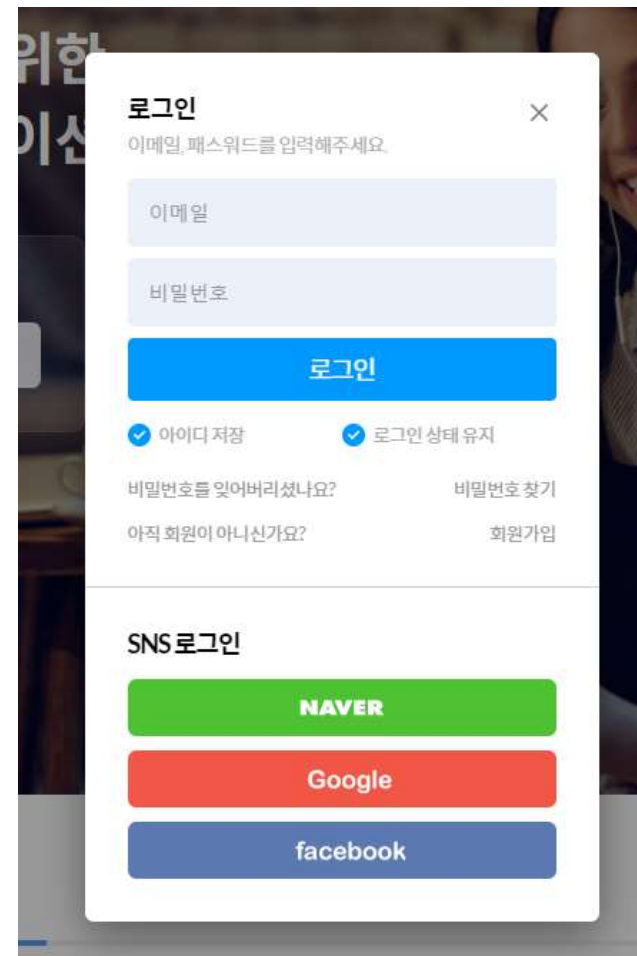 위한
이션
로그인
이메일, 패스워드를 입력해주세요.
이메일
비밀번호
로그인
아이디 저장
로그인 상태 유지
비밀번호를 잊어버리셨나요? 비밀번호 찾기
아직 회원이 아니신가요? 회원가입
SNS 로그인
NAVER
Google
facebook